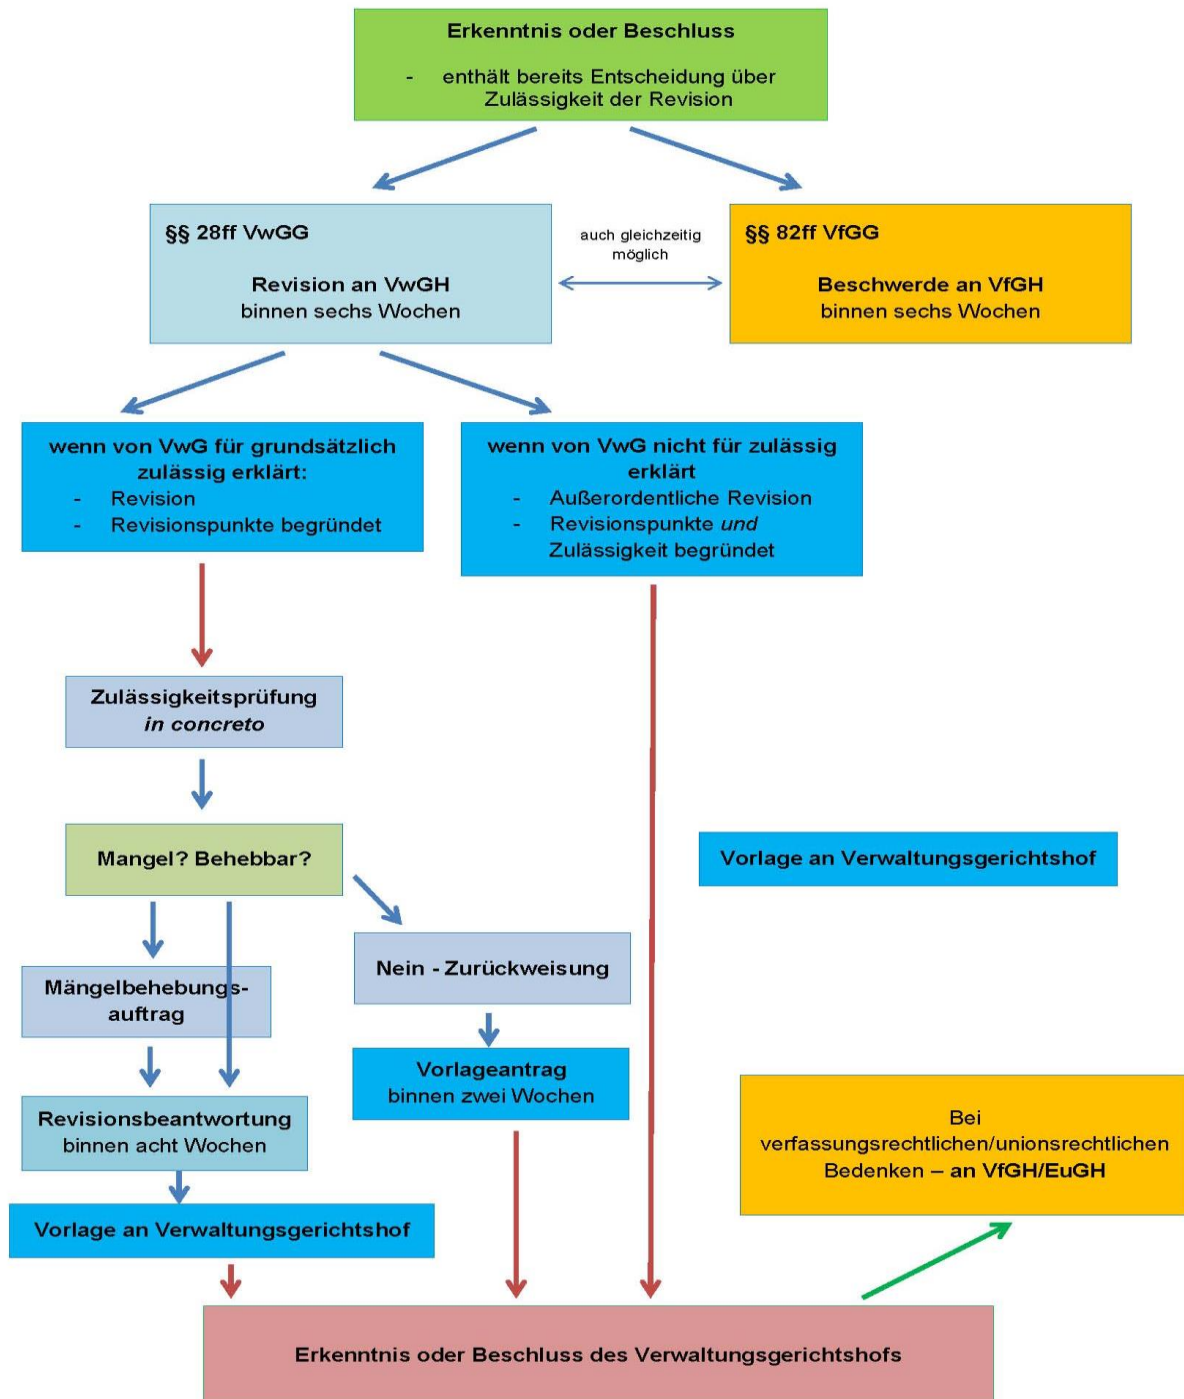 Erkenntnis oder Beschluss
- enthält bereits Entscheidung über
Zulässigkeit der Revision
§§ 28ff VwGG
Revision an VwGH
binnen sechs Wochen
auch gleichzeitig
möglich
§§ 82ff VfGG
Beschwerde an VfGH
binnen sechs Wochen
wenn von VwG für grundsätzlich
zulässig erklärt:
- Revision
- Revisionspunkte begründet
wenn von VwG nicht für zulässig
erklärt
- Außerordentliche Revision
- Revisionspunkte und
Zulässigkeit begründet
Zulässigkeitsprüfung
in concreto
Mangel? Behebbar?
Vorlage an Verwaltungsgerichtshof
Nein - Zurückweisung
Mängelbehebungs-
auftrag
Vorlageantrag
binnen zwei Wochen
Revisionsbeantwortung
binnen acht Wochen
Bei
verfassungsrechtlichen/unionsrechtlichen
Bedenken – an VfGH/EuGH
Vorlage an Verwaltungsgerichtshof
Erkenntnis oder Beschluss des Verwaltungsgerichtshofs